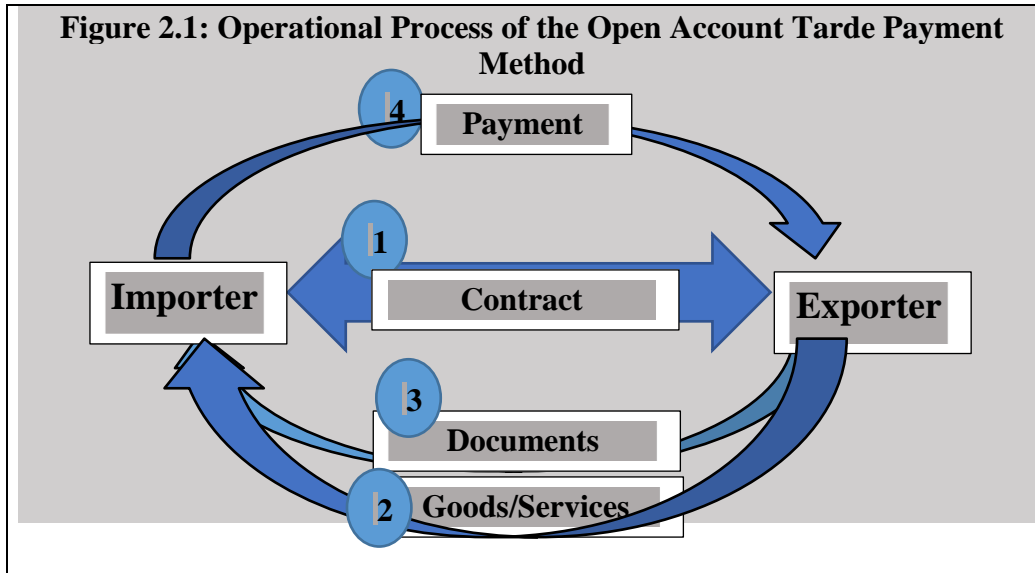 Figure 2.1: Operational Process of the Open Account Tarde Payment
Method
4
Payment
1
Importer
Contract
Exporter
3
Documents
2
Goods/Services